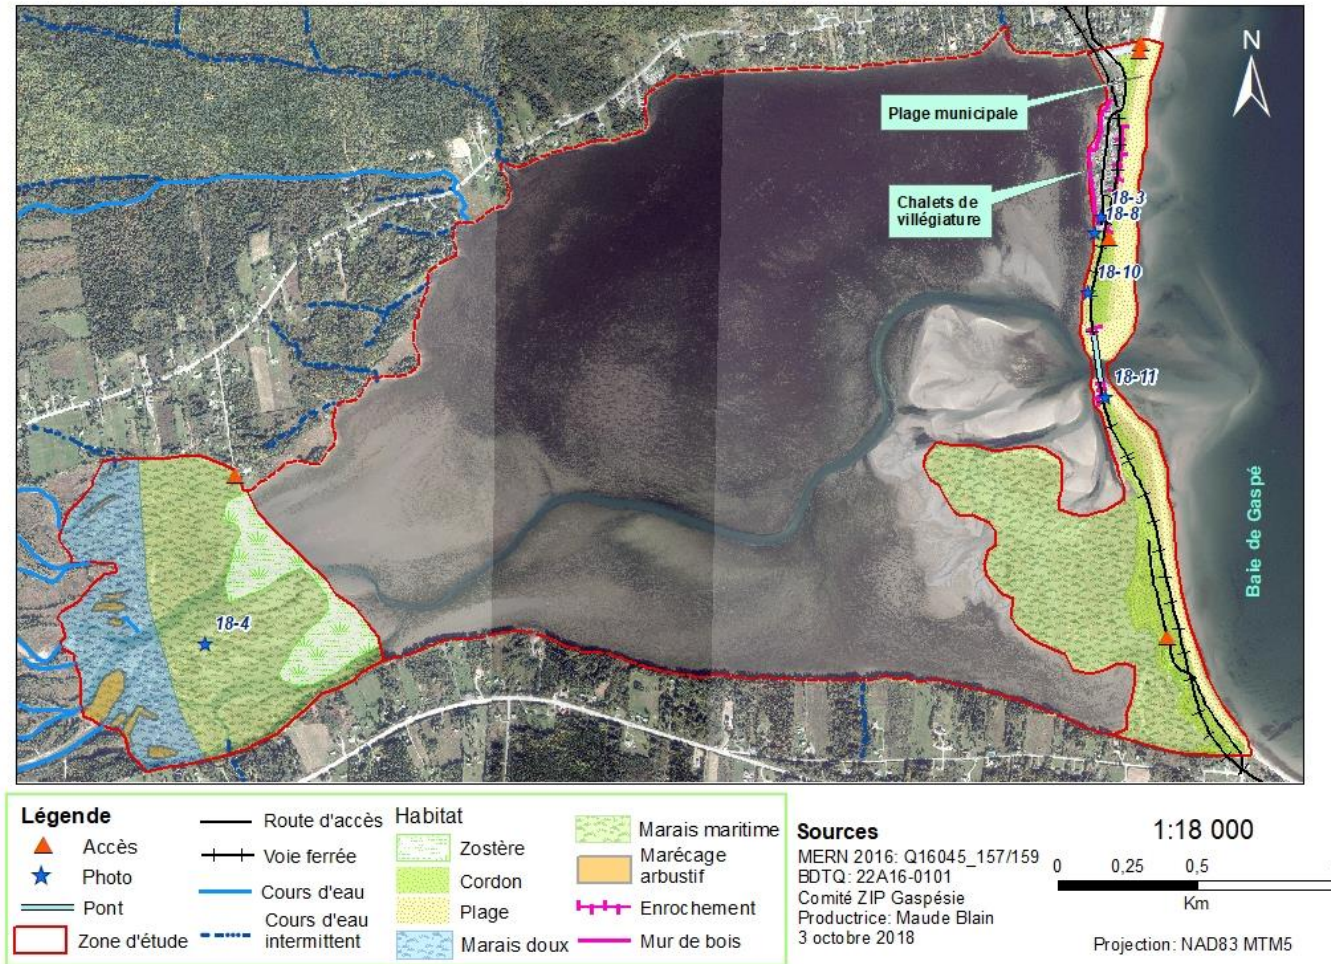 N
Plage municipale
Chalets de
villégiature
18-3
18-8
18-10
18-11
18-4
Baie de Gaspé
Légende
Accès
Photo
Pont
Zone d'étude
Route d'accès
Voie ferrée
Cours d'eau
Cours d'eau
intermittent
Habitat
Zostère
Cordon
Plage
Marais doux
Marais maritime
Marécage
arbustif
Enrochement
Mur de bois
Sources
MERN 2016: Q16045_157/159
BDTQ: 22A16-0101
Comité ZIP Gaspésie
Productrice: Maude Blain
3 octobre 2018
1:18 000
0 0,25 0,5
Km
Projection: NAD83 MTM5